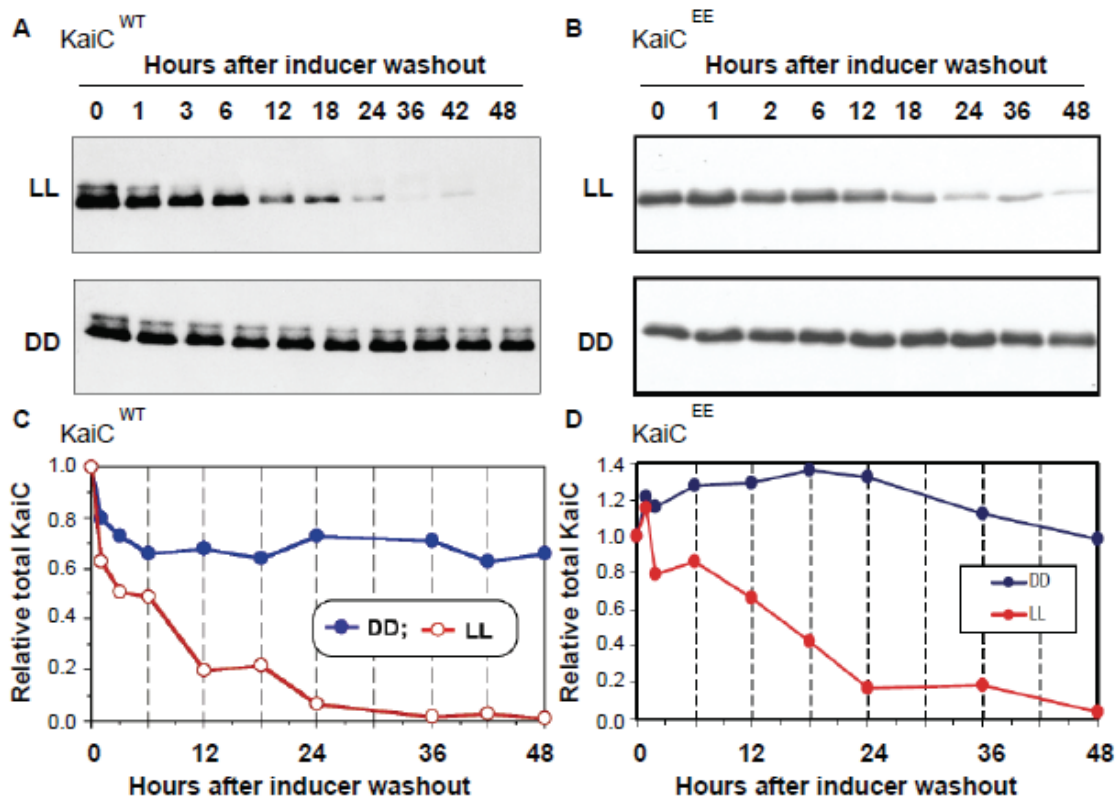 A KaiC WT
Hours after inducer washout
0 1 3 6 12 18 24 36 42 48
LL
DD
B KaiC EE
Hours after inducer washout
0 1 2 6 12 18 24 36 48
LL
DD
C KaiC WT
Relative total KaiC
1.0
0.8
0.6
0.4
0.2
0.0
DD; LL
0 12 24 36 48
Hours after inducer washout
D KaiC EE
Relative total KaiC
1.4
1.2
1.0
0.8
0.6
0.4
0.2
0.0
DD
LL
0 12 24 36 48
Hours after inducer washout